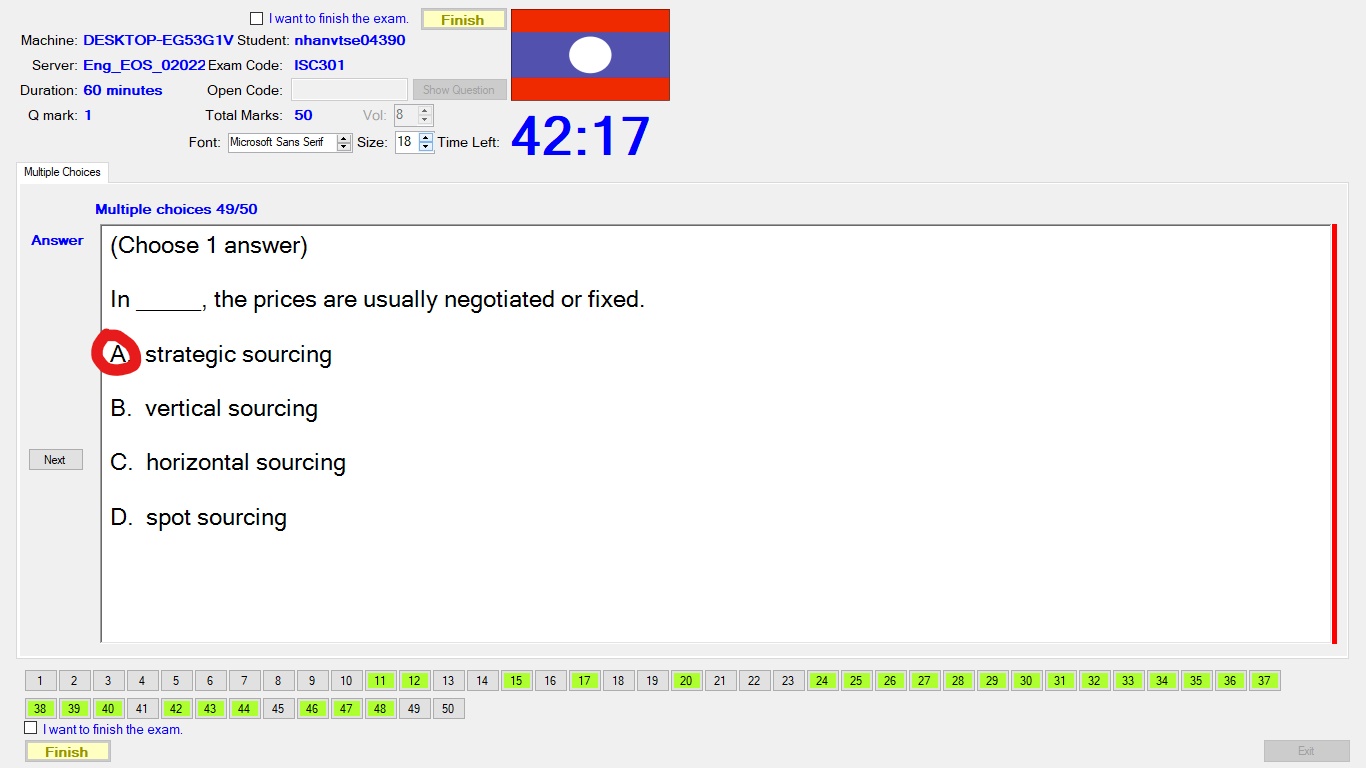 I want to finish the exam. Finish
Machine: DESKTOP-EG53G1V Student: nhanvtse04390
Server: Eng_EOS_02022 Exam Code: ISC301
Duration: 60 minutes Open Code: Show Question
Q mark: 1 Total Marks: 50 Vol: 8
Font: Microsoft Sans Serif Size: 18 Time Left: 42:17
Multiple Choices
Multiple choices 49/50
Answer
(Choose 1 answer)
In _____, the prices are usually negotiated or fixed.
A. strategic sourcing
B. vertical sourcing
Next
C. horizontal sourcing
D. spot sourcing
1 2 3 4 5 6 7 8 9 10 11 12 13 14 15 16 17 18 19 20 21 22 23 24 25 26 27 28 29 30 31 32 33 34 35 36 37
38 39 40 41 42 43 44 45 46 47 48 49 50
I want to finish the exam.
Finish Exit